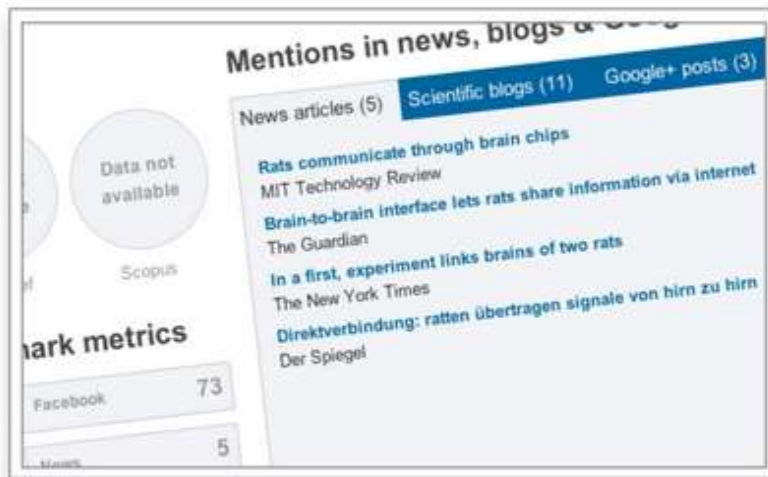 Mentions in news, blogs &
News articles (5)
Scientific blogs (11)
Google+ posts (3)
Rats communicate through brain chips
MIT Technology Review
Brain-to-brain interface lets rats share information via internet
The Guardian
In a first, experiment links brains of two rats
The New York Times
Direktverbindung: ratten übertragen signale von hirn zu hirn
Der Spiegel
Data not
available
Scopus
metrics
Facebook
73
News
5